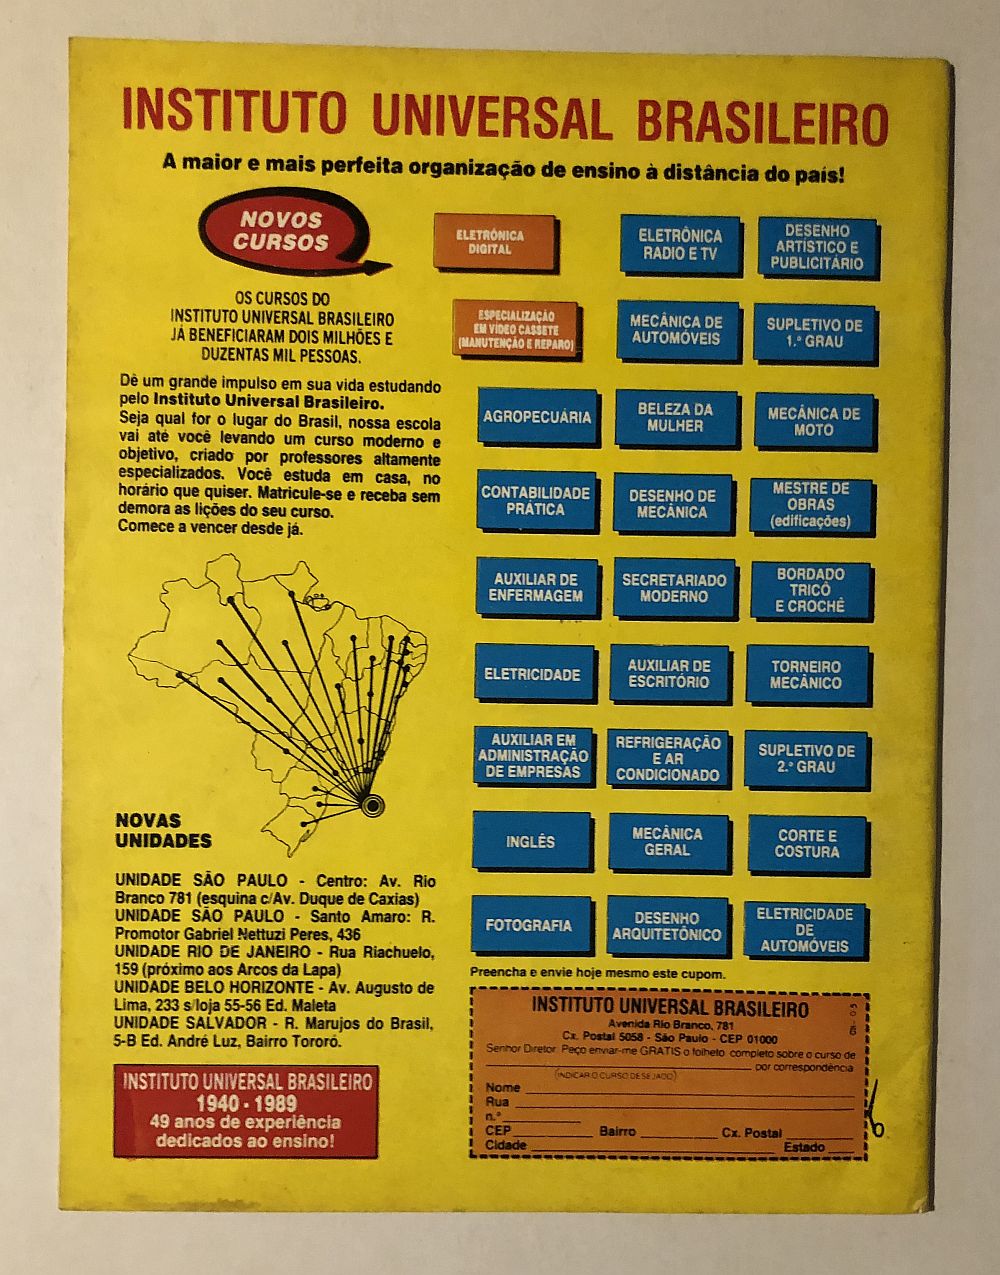 INSTITUTO UNIVERSAL BRASILEIRO
A maior e mais perfeita organização de ensino à distância do país!
NOVOS
CURSOS
OS CURSOS DO
INSTITUTO UNIVERSAL BRASILEIRO
JÁ BENEFICIARAM DOIS MILHÕES E
DUZENTAS MIL PESSOAS.
Dê um grande impulso em sua vida estudando
pelo Instituto Universal Brasileiro.
Seja qual for o lugar do Brasil, nossa escola
vai até você levando um curso moderno e
objetivo, criado por professores altamente
especializados. Você estuda em casa, no
horário que quiser. Matricule-se e receba sem
demora as lições do seu curso.
Comece a vencer desde já.
NOVAS
UNIDADES
UNIDADE SÃO PAULO - Centro: Av. Rio
Branco 781 (esquina c/Av. Duque de Caxias)
UNIDADE SÃO PAULO - Santo Amaro: R.
Promotor Gabriel Nettuzi Peres, 436
UNIDADE RIO DE JANEIRO - Rua Riachuelo,
159 (próximo aos Arcos da Lapa)
UNIDADE BELO HORIZONTE - Av. Augusto de
Lima, 233 s/loja 55-56 Ed. Maleta
UNIDADE SALVADOR - R. Marujos do Brasil,
5-B Ed. André Luz, Bairro Tororó.
INSTITUTO UNIVERSAL BRASILEIRO
1940 - 1989
49 anos de experiência
dedicados ao ensino!
ELETRÔNICA
DIGITAL
ELETRÔNICA
RADIO E TV
DESENHO
ARTÍSTICO E
PUBLICITÁRIO
ESPECIALIZAÇÃO
EM VÍDEO CASSETE
(MANUTENÇÃO E REPARO)
MECÂNICA DE
AUTOMÓVEIS
SUPLETIVO DE
1.º GRAU
AGROPECUÁRIA
BELEZA DA
MULHER
MECÂNICA DE
MOTO
CONTABILIDADE
PRÁTICA
DESENHO DE
MECÂNICA
MESTRE DE
OBRAS
(edificações)
AUXILIAR DE
ENFERMAGEM
SECRETARIADO
MODERNO
BORDADO
TRICÔ
E CROCHÊ
ELETRICIDADE
AUXILIAR DE
ESCRITÓRIO
TORNEIRO
MECÂNICO
AUXILIAR EM
ADMINISTRAÇÃO
DE EMPRESAS
REFRIGERAÇÃO
E AR
CONDICIONADO
SUPLETIVO DE
2.º GRAU
INGLÊS
MECÂNICA
GERAL
CORTE E
COSTURA
FOTOGRAFIA
DESENHO
ARQUITETÔNICO
ELETRICIDADE
DE
AUTOMÓVEIS
Preencha e envie hoje mesmo este cupom.
INSTITUTO UNIVERSAL BRASILEIRO
Avenida Rio Branco, 781
Cx. Postal 5058 - São Paulo - CEP 01000
Senhor Diretor: Peço enviar-me GRÁTIS o folheto completo sobre o curso de
por correspondência
(INDICAR O CURSO DESEJADO)
Nome
Rua
n.º
CEP Bairro Cx. Postal
Cidade Estado